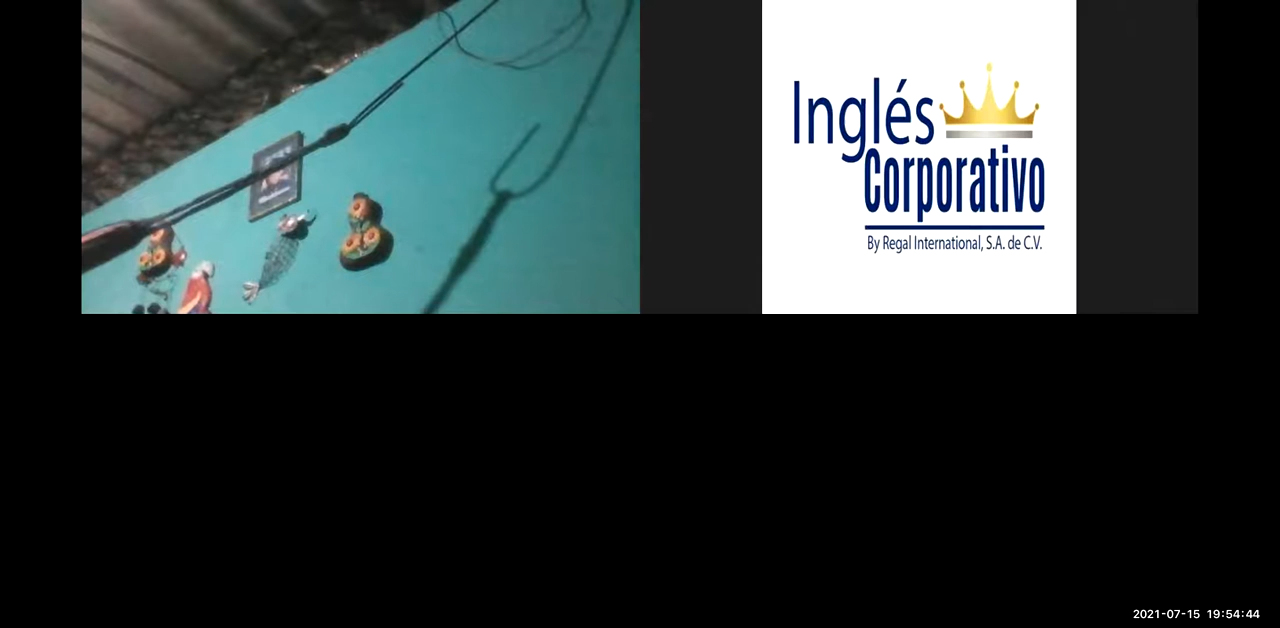 Inglés
Corporativo
By Regal International, S.A. de C.V.
2021-07-15 19:54:44